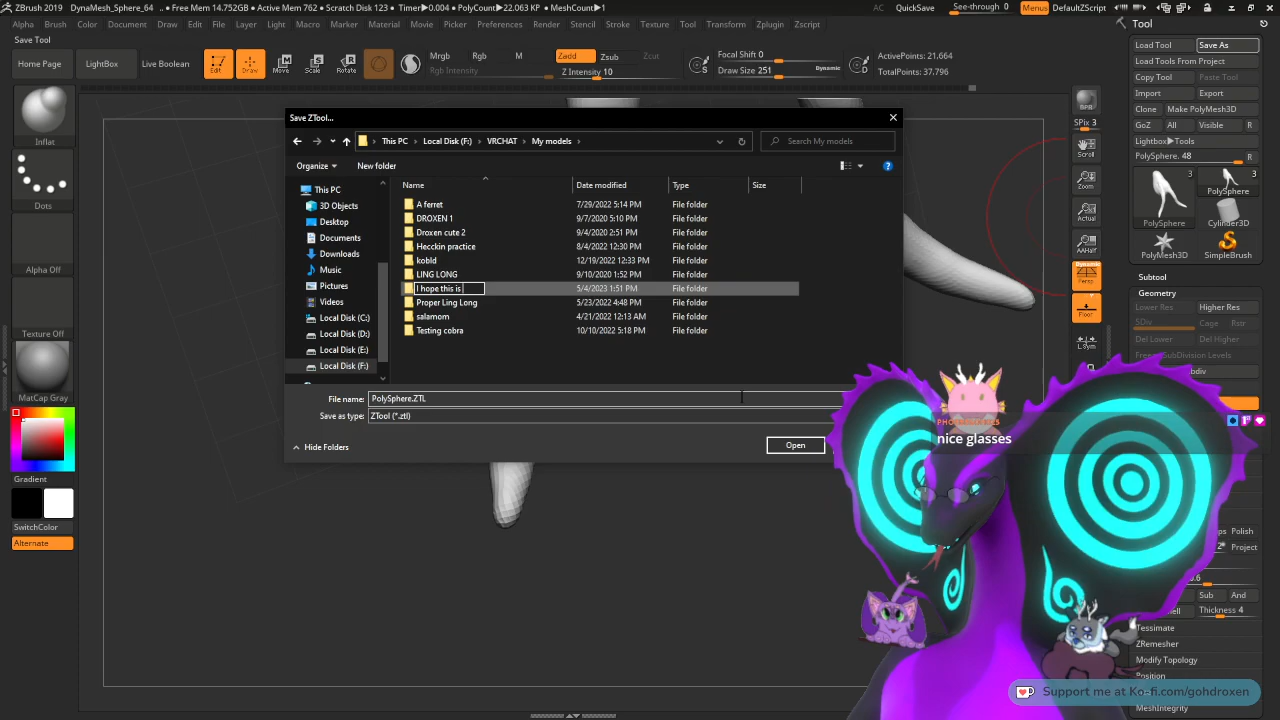 ZBrush 2019 DynaMesh_Sphere_64 .. • Free Mem 14.752GB • Active Mem 762 • Scratch Disk 123 • Timer▶0.004 • PolyCount▶22.063 KP • MeshCount▶1
AC QuickSave See-through 0 Menus DefaultZScript
Alpha Brush Color Document Draw Edit File Layer Light Macro Marker Material Movie Picker Preferences Render Stencil Stroke Texture Tool Transform Zplugin Zscript
Tool
Save Tool
Load Tool Save As
Load Tools From Project
Copy Tool Paste Tool
Import Export
Clone Make PolyMesh3D
GoZ All Visible R
Lightbox▶Tools
PolySphere. 48 R
Home Page LightBox Live Boolean
Edit Draw Move Scale Rotate
Mrgb Rgb M
Rgb Intensity
Zadd Zsub Zcut
Z Intensity 10
Focal Shift 0
Draw Size 251 Dynamic
S D
ActivePoints: 21.664
TotalPoints: 37.796
Inflat
Dots
Alpha Off
Texture Off
MatCap Gray
Gradient
SwitchColor
Alternate
Save ZTool...
This PC Local Disk (F:) VRCHAT My models
Search My models
Organize New folder
This PC
3D Objects
Desktop
Documents
Downloads
Music
Pictures
Videos
Local Disk (C:)
Local Disk (D:)
Local Disk (E:)
Local Disk (F:)
Name Date modified Type Size
A ferret 7/29/2022 5:14 PM File folder
DROXEN 1 9/7/2020 5:10 PM File folder
Droxen cute 2 9/4/2020 2:51 PM File folder
Hecckin practice 8/4/2022 12:30 PM File folder
kobld 12/19/2022 12:33 PM File folder
LING LONG 9/10/2020 1:52 PM File folder
I hope this is 5/4/2023 1:51 PM File folder
Proper Ling Long 5/23/2022 4:48 PM File folder
salamom 4/21/2022 12:13 AM File folder
Testing cobra 10/10/2022 5:18 PM File folder
File name: PolySphere.ZTL
Save as type: ZTool (*.ztl)
Hide Folders
Open
BPR
SPix 3
Scroll
Zoom
Actual
AAHalf
Dynamic
Persp
Floor
L.Sym
3 3
PolySphere PolySphere
Cylinder3D
PolyMesh3D SimpleBrush
Subtool
Geometry
Higher Res
SDiv Cage Rstr
Del Lower Del Higher
Freeze SubDivision Levels
nice glasses
Polish
Project
Sub And
Thickness 4
Tessimate
ZRemesher
Modify Topology
Position
MeshIntegrity
Support me at Ko-fi.com/gohdroxen